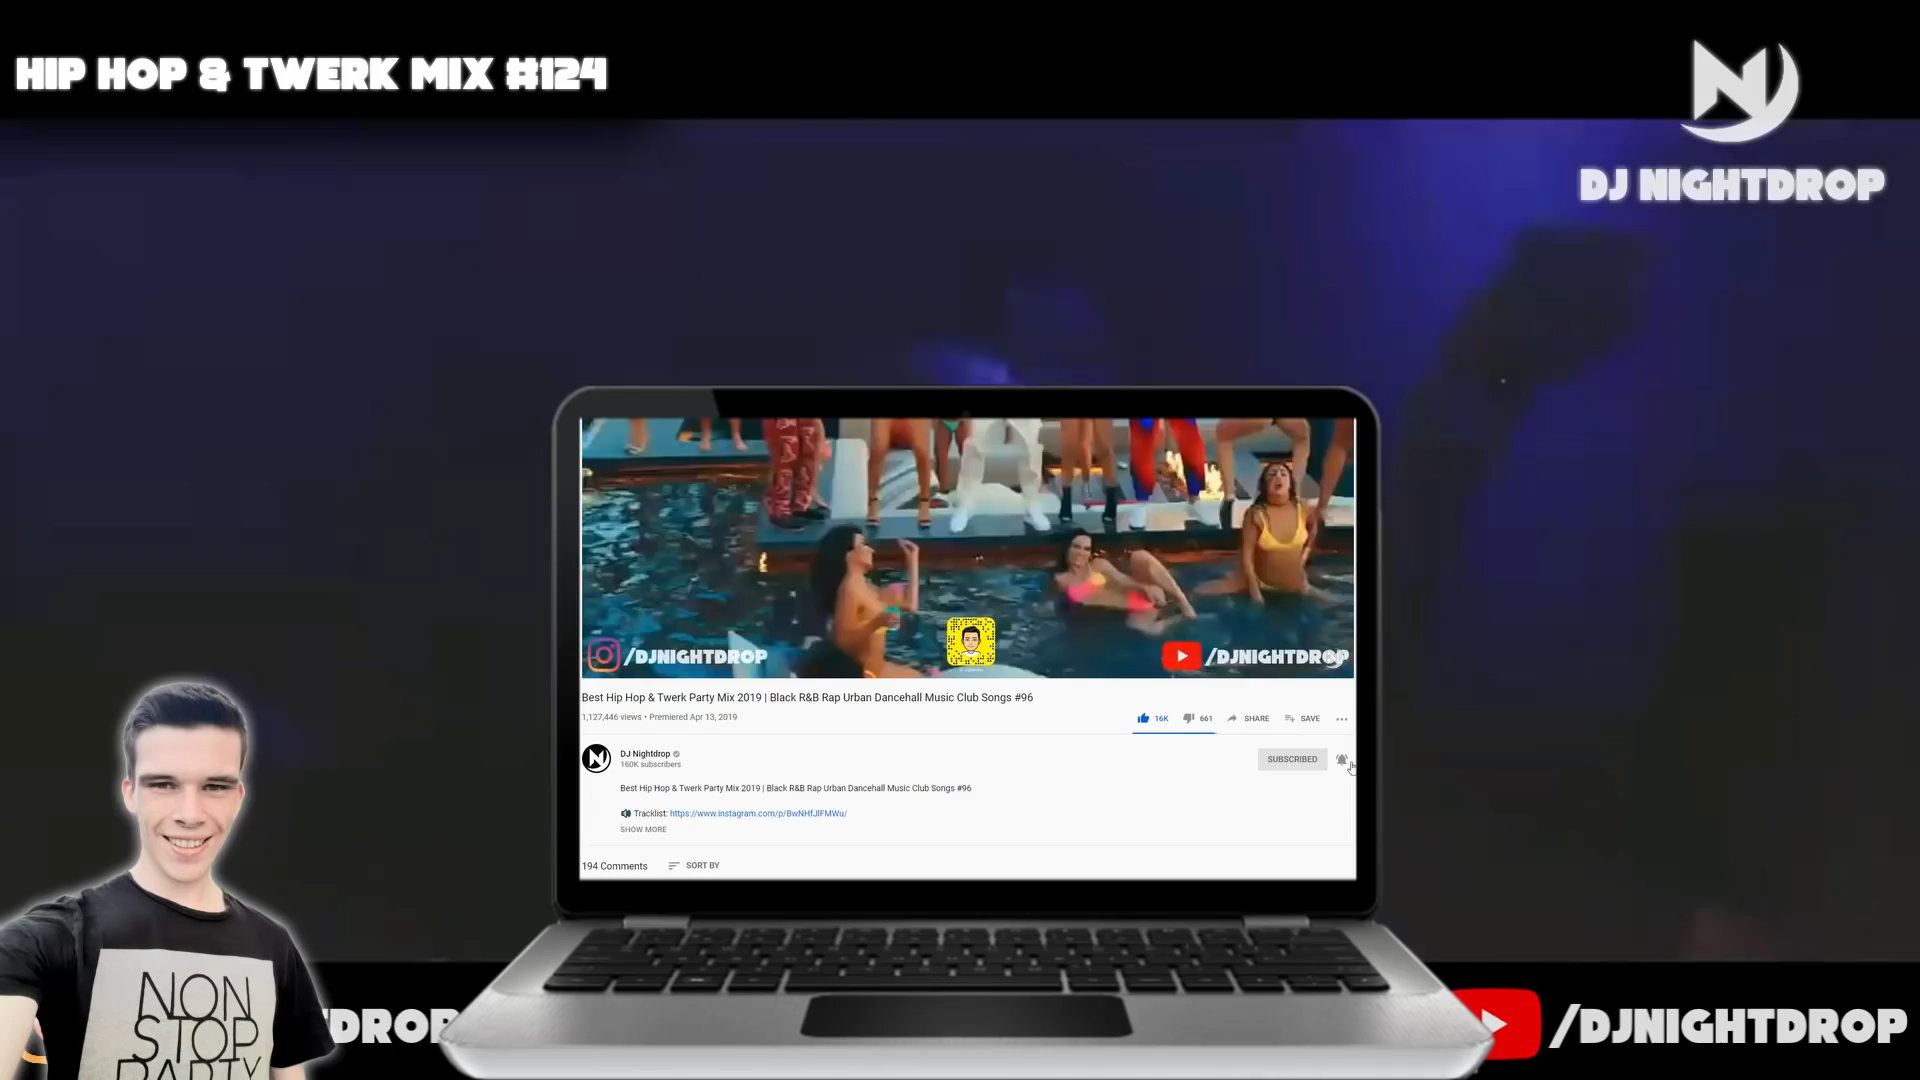 HIP HOP & TWERK MIX #124
DJ NIGHTDROP
/DJNIGHTDROP
/DJNIGHTDROP
Best Hip Hop & Twerk Party Mix 2019 | Black R&B Rap Urban Dancehall Music Club Songs #96
1,127,446 views • Premiered Apr 13, 2019
16K
661
SHARE
SAVE
DJ Nightdrop
160K subscribers
SUBSCRIBED
Best Hip Hop & Twerk Party Mix 2019 | Black R&B Rap Urban Dancehall Music Club Songs #96
Tracklist: https://www.instagram.com/p/BwNHfJlFMWu/
SHOW MORE
194 Comments
SORT BY
NON
STOP
PARTY
DROP
/DJNIGHTDROP